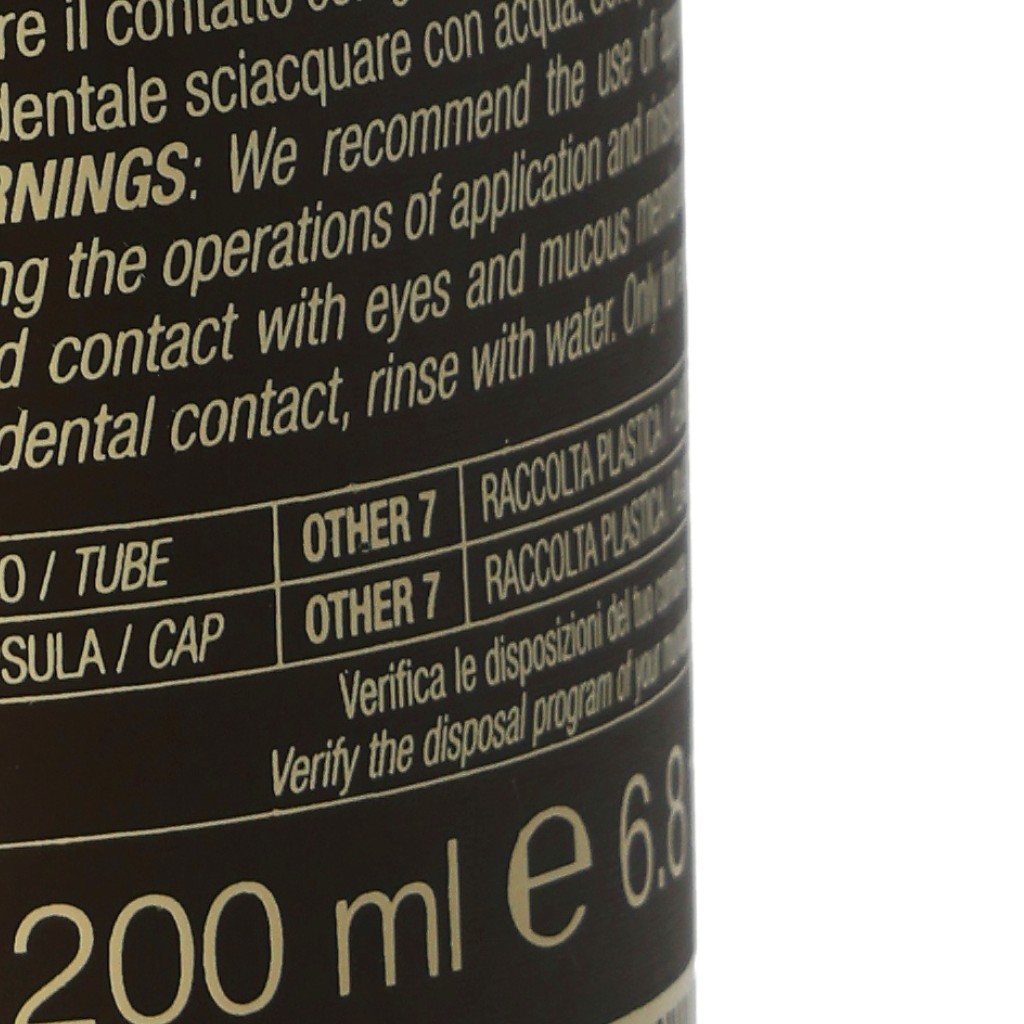 re il contatto con
dentale sciacquare con acqua.
RNINGS: We recommend the use of
ng the operations of application and
d contact with eyes and mucous
dental contact, rinse with water. Only
O / TUBE OTHER 7 RACCOLTA PLASTICA
SULA / CAP OTHER 7 RACCOLTA PLASTICA
Verifica le disposizioni del tuo
Verify the disposal program of your
200 ml e 6.8